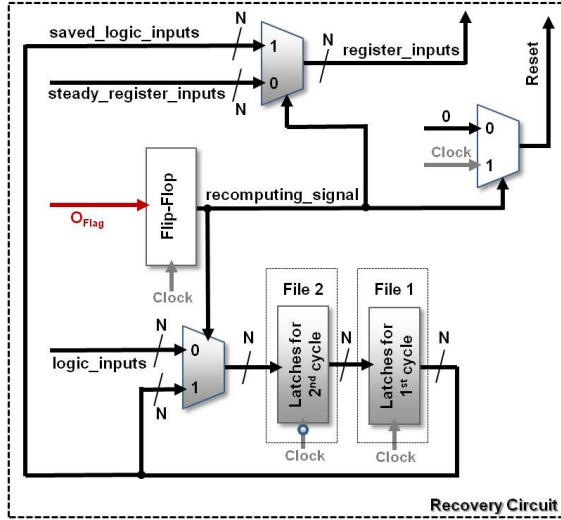 N
saved_logic_inputs
1
N
register_inputs
Reset
0
steady_register_inputs
N
0
0
Clock
1
Flip-Flop
recomputing_signal
O_Flag
Clock
File 2
File 1
N
logic_inputs
0
N
Latches for
2nd cycle
N
Latches for
1st cycle
N
1
N
Clock
Clock
Recovery Circuit